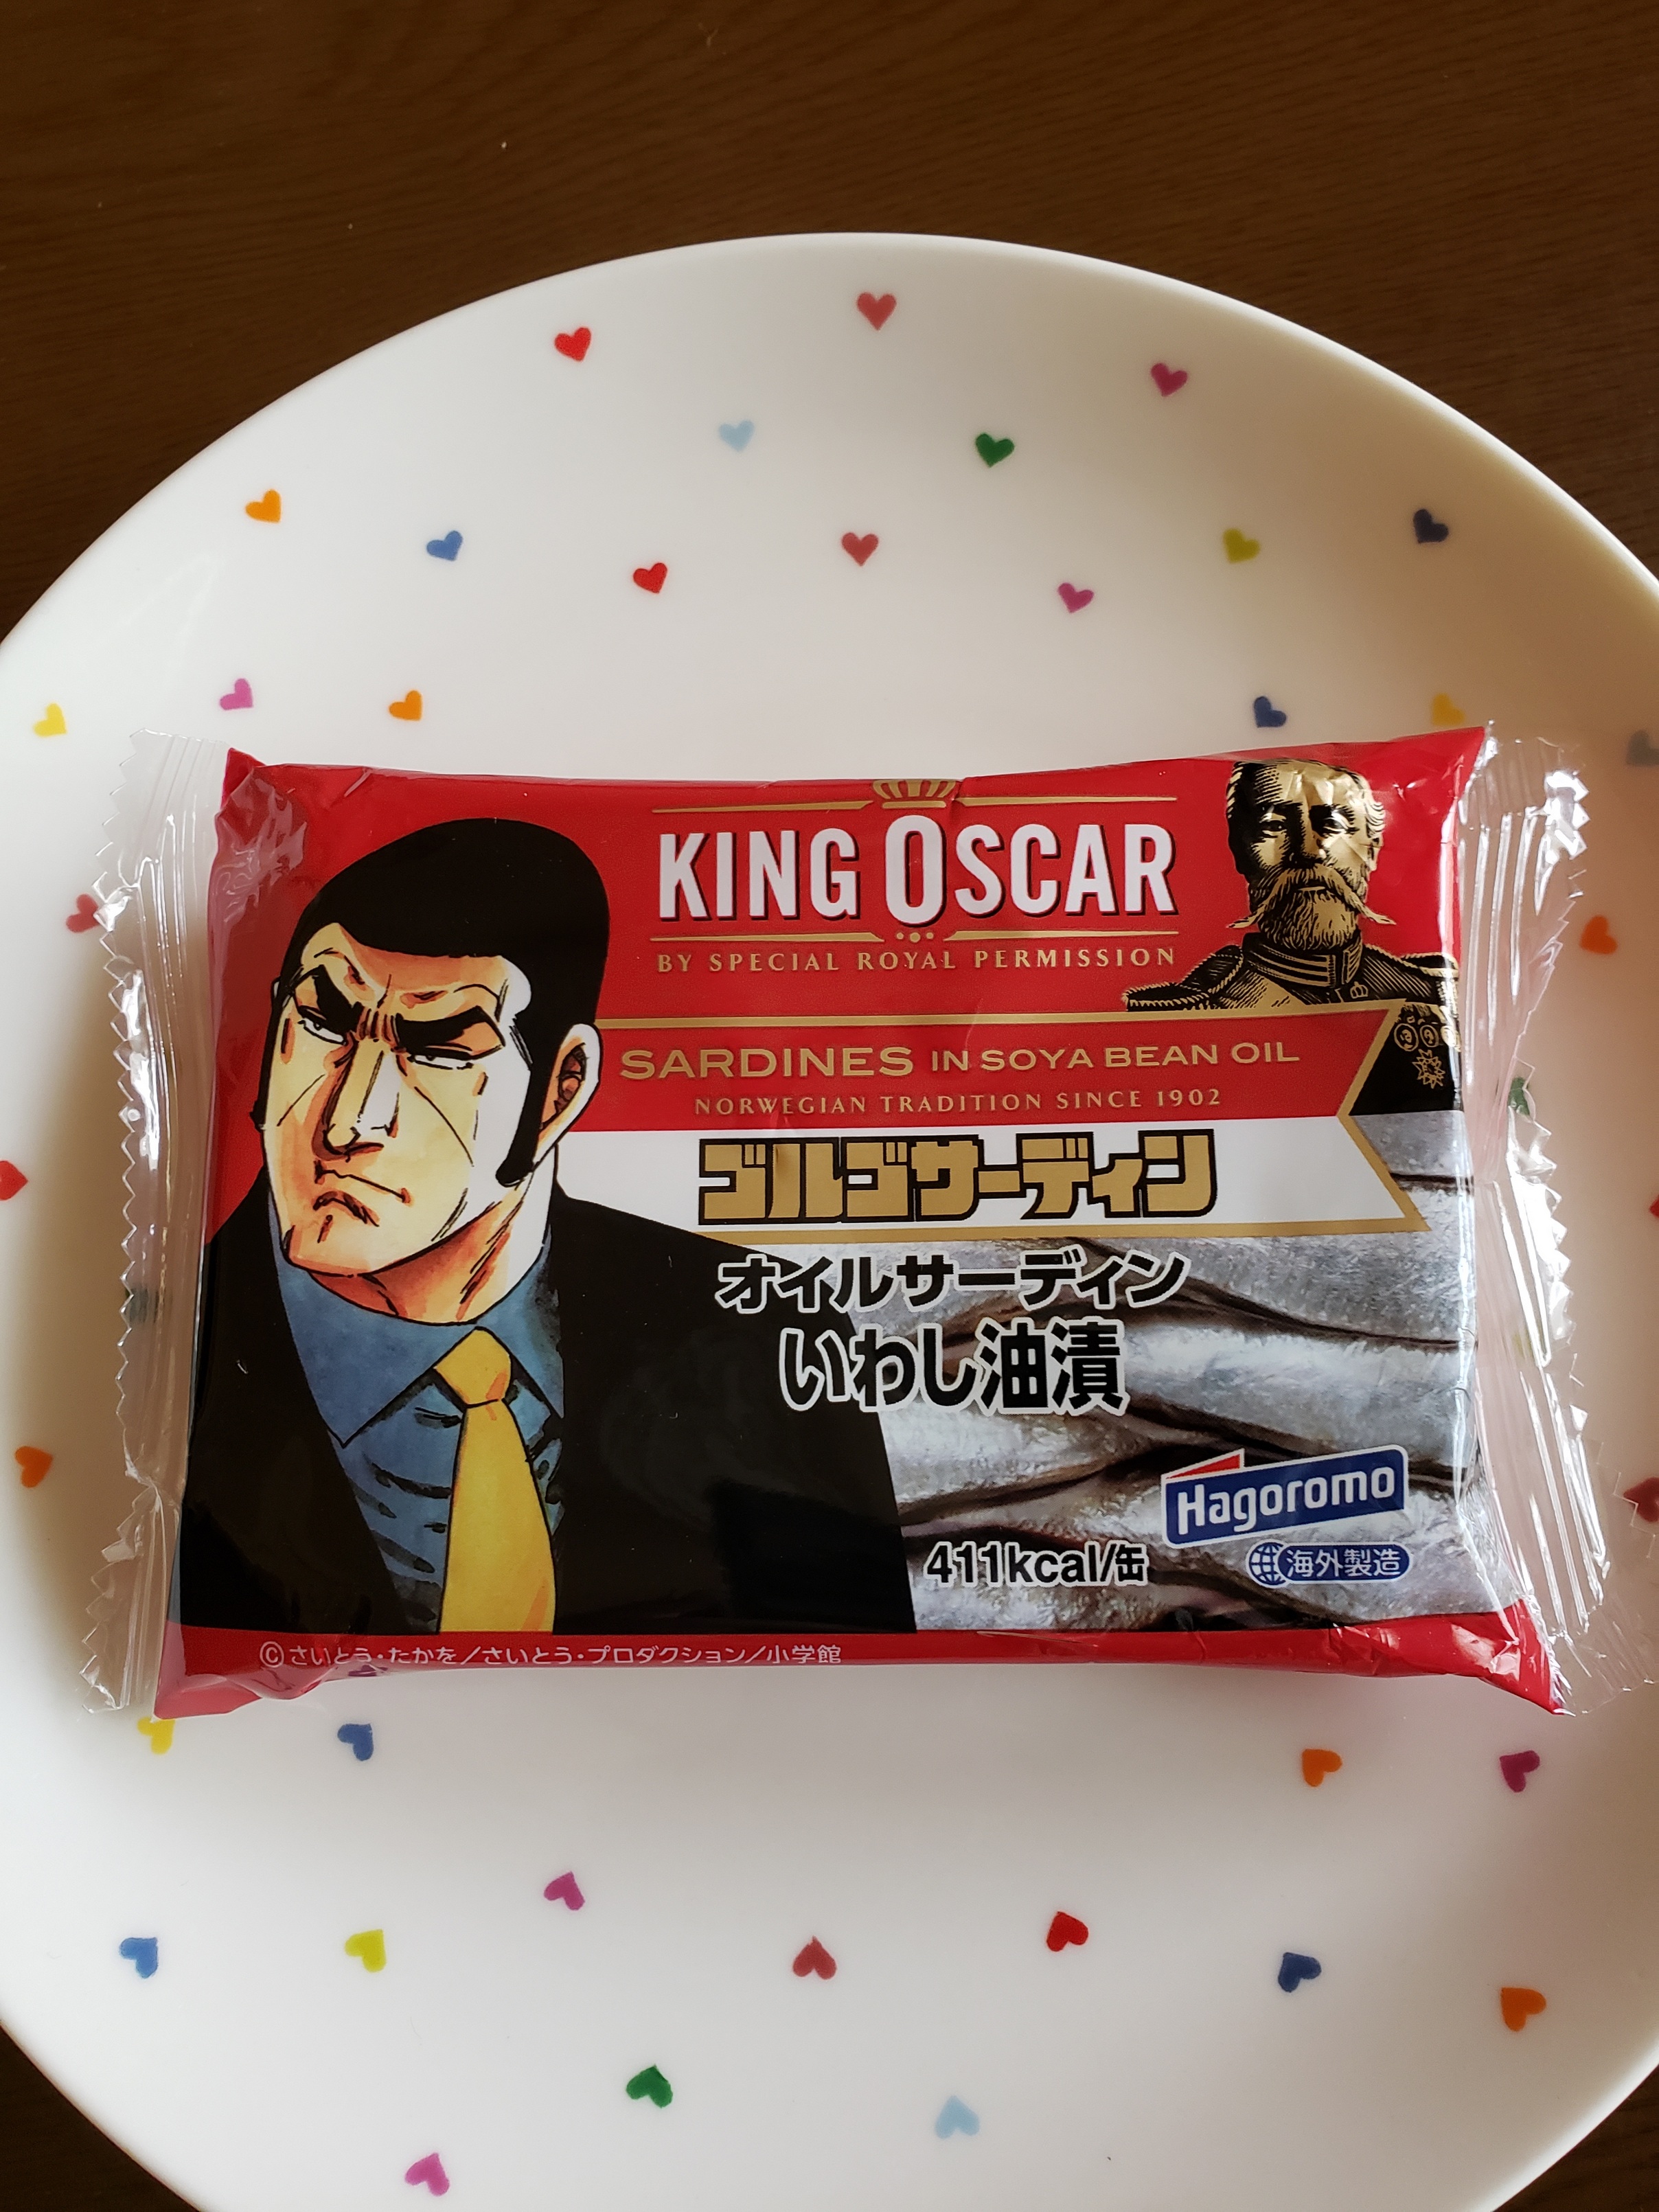 KING OSCAR
BY SPECIAL ROYAL PERMISSION
SARDINES IN SOYA BEAN OIL
NORWEGIAN TRADITION SINCE 1902
ゴルゴサーディン
オイルサーディン
いわし油漬
Hagoromo
411kcal/缶
海外製造
©さいとう・たかを／さいとう・プロダクション／小学館